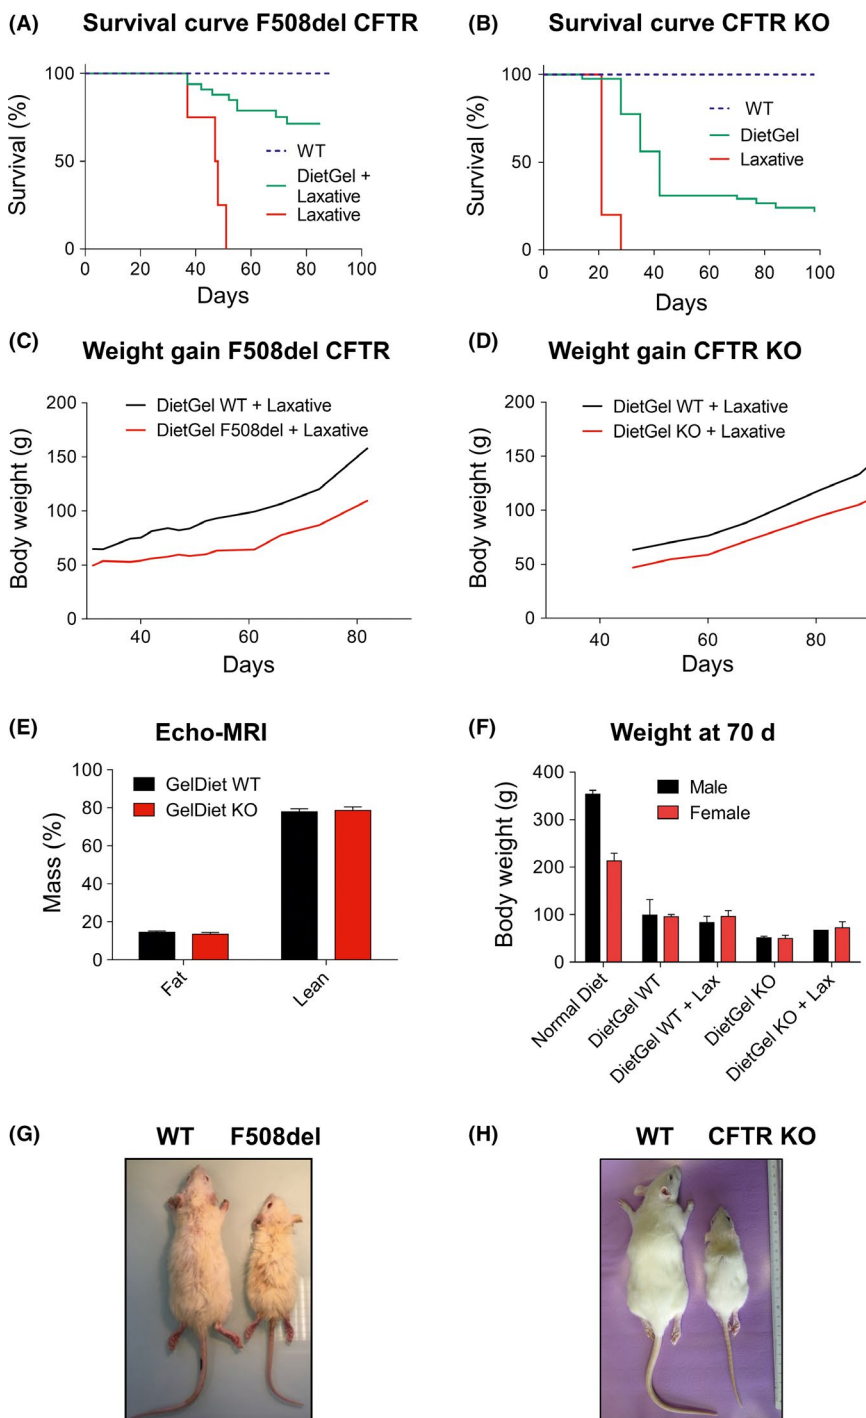 (A) Survival curve F508del CFTR
100
50
0
0 20 40 60 80 100
Survival (%)
Days
WT
DietGel +
Laxative
Laxative
(B) Survival curve CFTR KO
100
50
0
0 20 40 60 80 100
Survival (%)
Days
WT
DietGel
Laxative
(C) Weight gain F508del CFTR
200
150
100
50
0
40 60 80
Body weight (g)
Days
DietGel WT + Laxative
DietGel F508del + Laxative
(D) Weight gain CFTR KO
200
150
100
50
0
40 60 80
Body weight (g)
Days
DietGel WT + Laxative
DietGel KO + Laxative
(E) Echo-MRI
100
80
60
40
20
0
Mass (%)
GelDiet WT
GelDiet KO
Fat
Lean
(F) Weight at 70 d
400
300
200
100
0
Body weight (g)
Male
Female
Normal Diet
DietGel WT
DietGel WT + Lax
DietGel KO
DietGel KO + Lax
(G) WT F508del
(H) WT CFTR KO